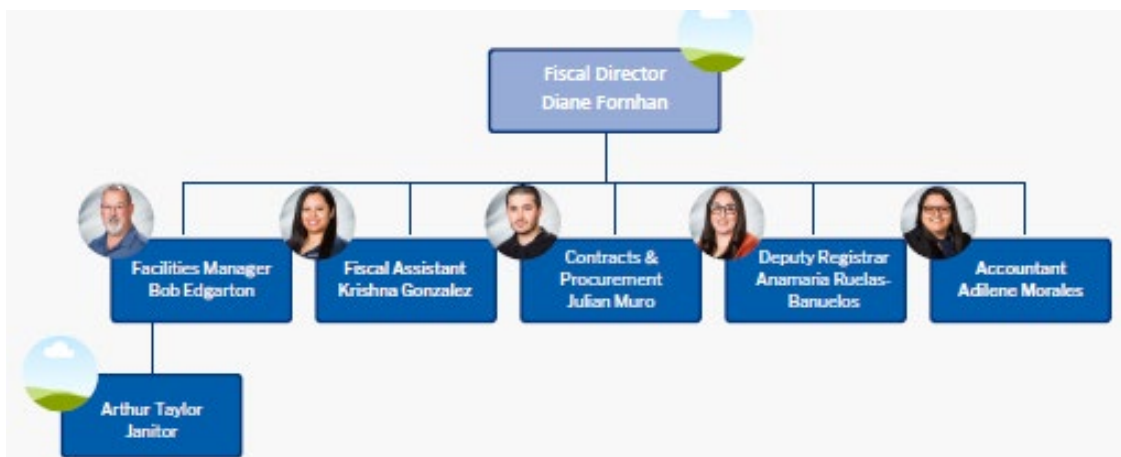 Fiscal Director
Diane Fornhan
Facilities Manager
Bob Edgarton
Fiscal Assistant
Krishna Gonzalez
Contracts &
Procurement
Julian Muro
Deputy Registrar
Anamaria Ruelas-
Banuelos
Accountant
Adilene Morales
Arthur Taylor
Janitor